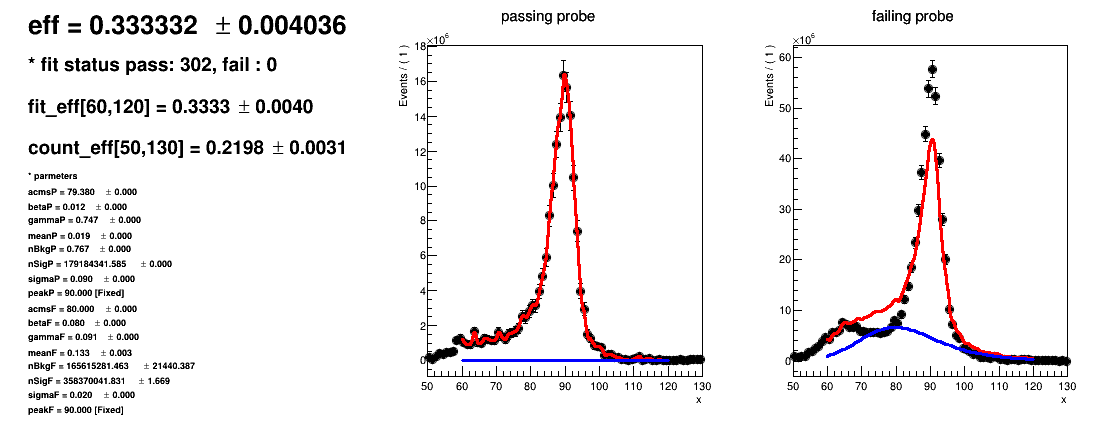 eff = 0.333332 ± 0.004036
* fit status pass: 302, fail : 0
fit_eff[60,120] = 0.3333 ± 0.0040
count_eff[50,130] = 0.2198 ± 0.0031
* parmeters
acmsP = 79.380 ± 0.000
betaP = 0.012 ± 0.000
gammaP = 0.747 ± 0.000
meanP = 0.019 ± 0.000
nBkgP = 0.767 ± 0.000
nSigP = 179184341.585 ± 0.000
sigmaP = 0.090 ± 0.000
peakP = 90.000 [Fixed]
acmsF = 80.000 ± 0.000
betaF = 0.080 ± 0.000
gammaF = 0.091 ± 0.000
meanF = 0.133 ± 0.003
nBkgF = 165615281.463 ± 21440.387
nSigF = 358370041.831 ± 1.669
sigmaF = 0.020 ± 0.000
peakF = 90.000 [Fixed]
passing probe
×10⁶
Events / ( 1 )
18
16
14
12
10
8
6
4
2
0
50 60 70 80 90 100 110 120 130
x
failing probe
×10⁶
Events / ( 1 )
60
50
40
30
20
10
0
50 60 70 80 90 100 110 120 130
x